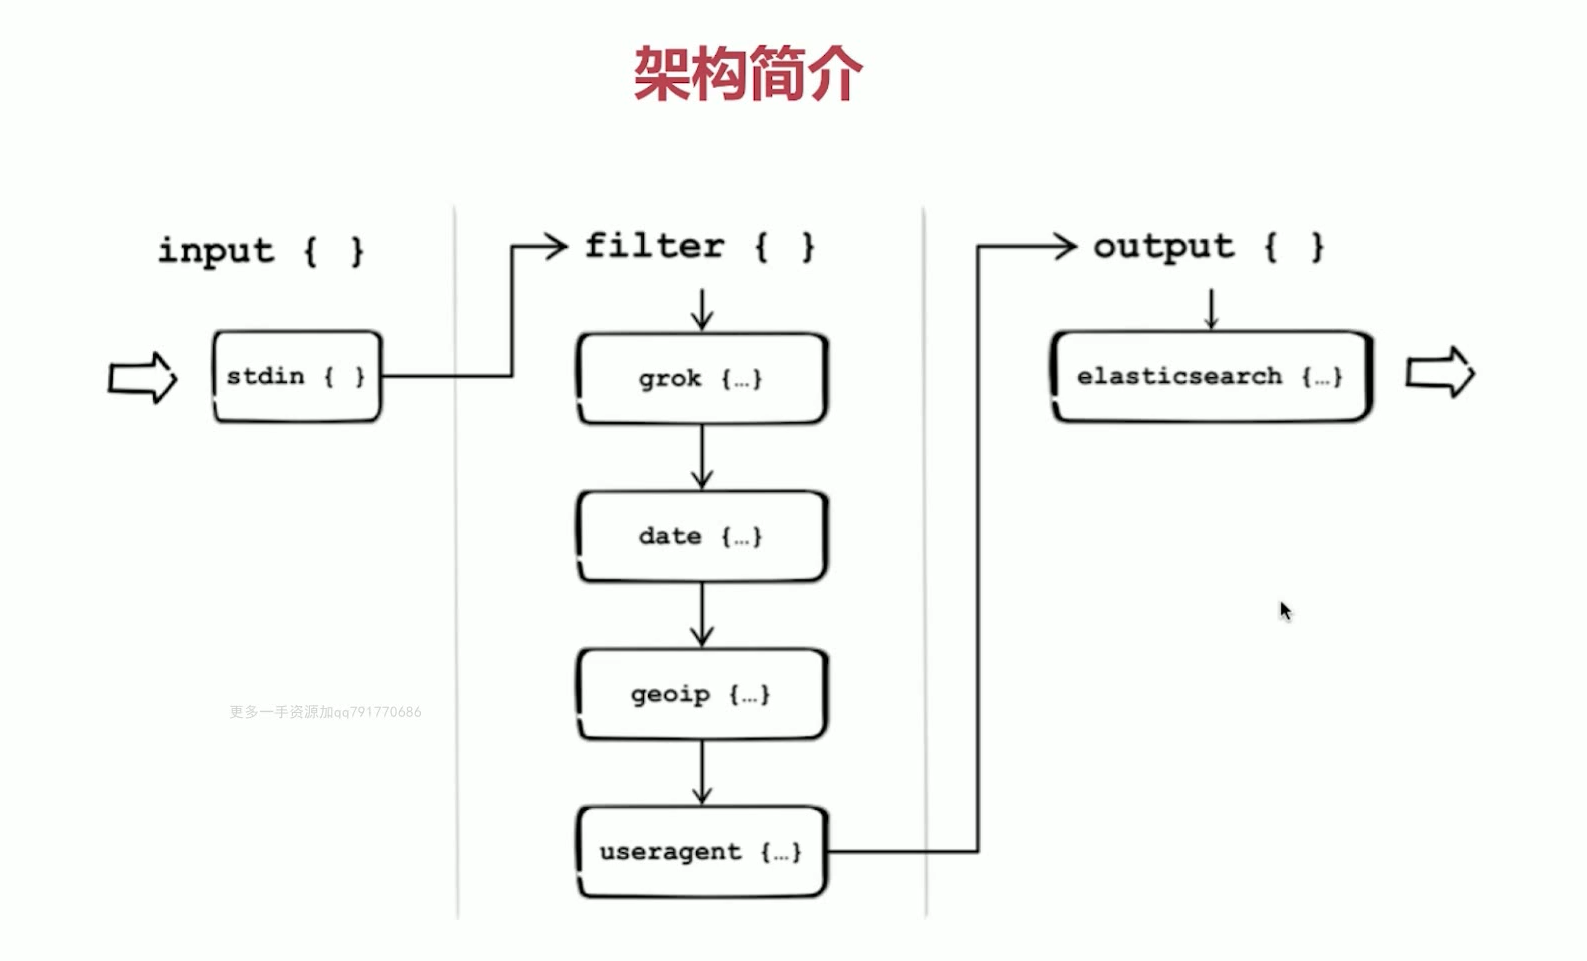 架构简介
input { }
stdin { }
filter { }
grok {…}
date {…}
geoip {…}
useragent {…}
output { }
elasticsearch {…}
更多一手资源加qq791770686